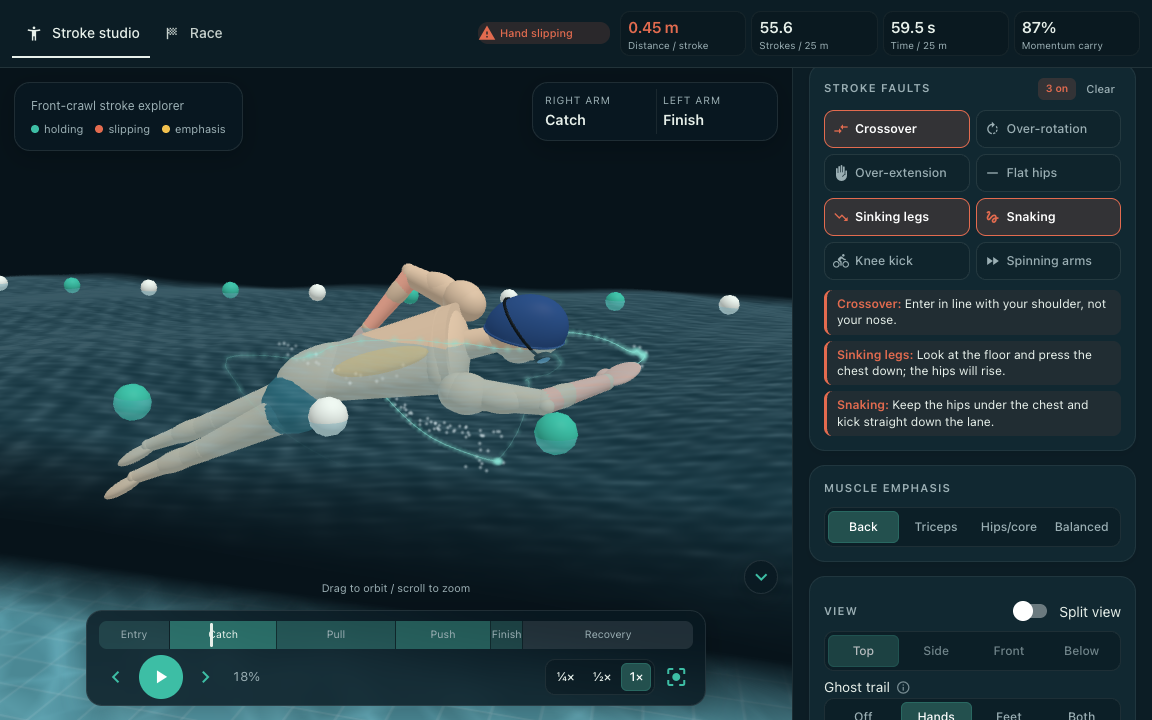 Stroke studio
Race
Hand slipping
0.45 m
Distance / stroke
55.6
Strokes / 25 m
59.5 s
Time / 25 m
87%
Momentum carry
Front-crawl stroke explorer
holding
slipping
emphasis
RIGHT ARM
Catch
LEFT ARM
Finish
STROKE FAULTS
3 on
Clear
Crossover
Over-rotation
Over-extension
Flat hips
Sinking legs
Snaking
Knee kick
Spinning arms
Crossover: Enter in line with your shoulder, not
your nose.
Sinking legs: Look at the floor and press the
chest down; the hips will rise.
Snaking: Keep the hips under the chest and
kick straight down the lane.
MUSCLE EMPHASIS
Back
Triceps
Hips/core
Balanced
VIEW
Split view
Top
Side
Front
Below
Ghost trail
Off
Hands
Feet
Both
Drag to orbit / scroll to zoom
Entry
Catch
Pull
Push
Finish
Recovery
18%
¼×
½×
1×